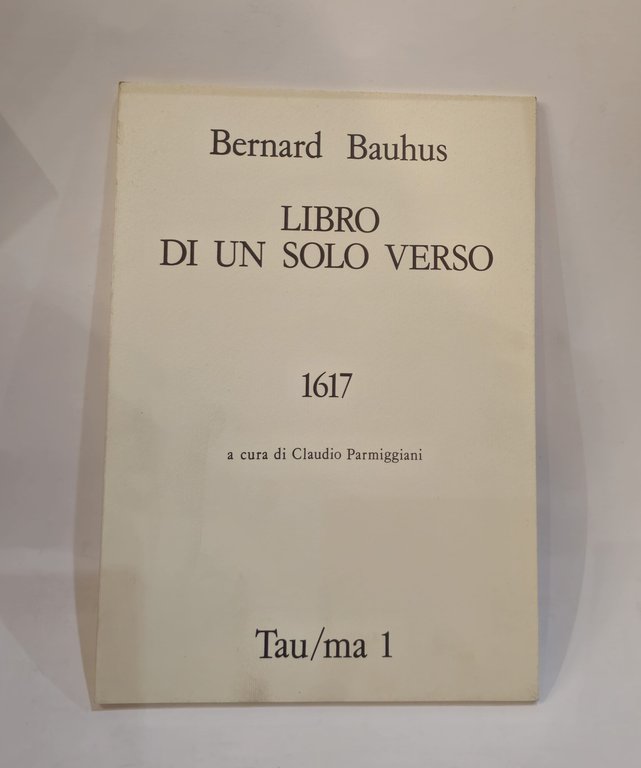 Bernard Bauhus
LIBRO
DI UN SOLO VERSO
1617
a cura di Claudio Parmiggiani
Tau/ma 1